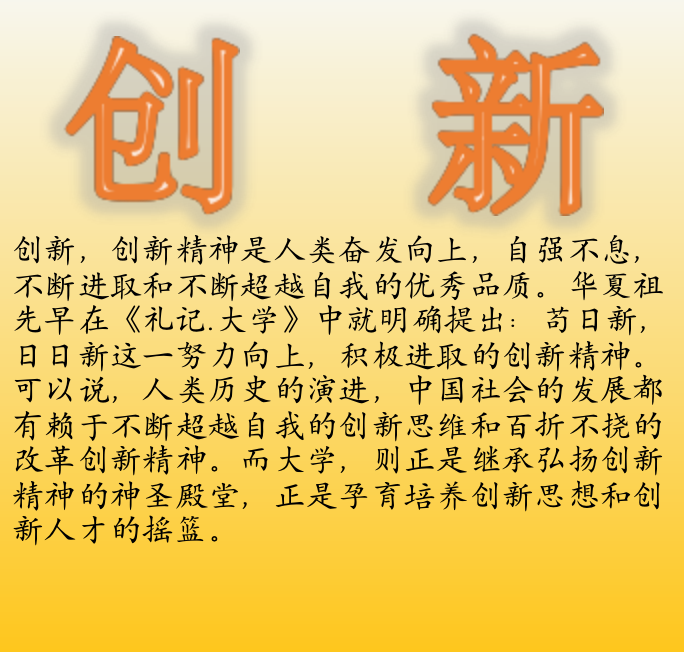 创 新
创新，创新精神是人类奋发向上，自强不息，
不断进取和不断超越自我的优秀品质。华夏祖
先早在《礼记.大学》中就明确提出：苟日新，
日日新这一努力向上，积极进取的创新精神。
可以说，人类历史的演进，中国社会的发展都
有赖于不断超越自我的创新思维和百折不挠的
改革创新精神。而大学，则正是继承弘扬创新
精神的神圣殿堂，正是孕育培养创新思想和创
新人才的摇篮。